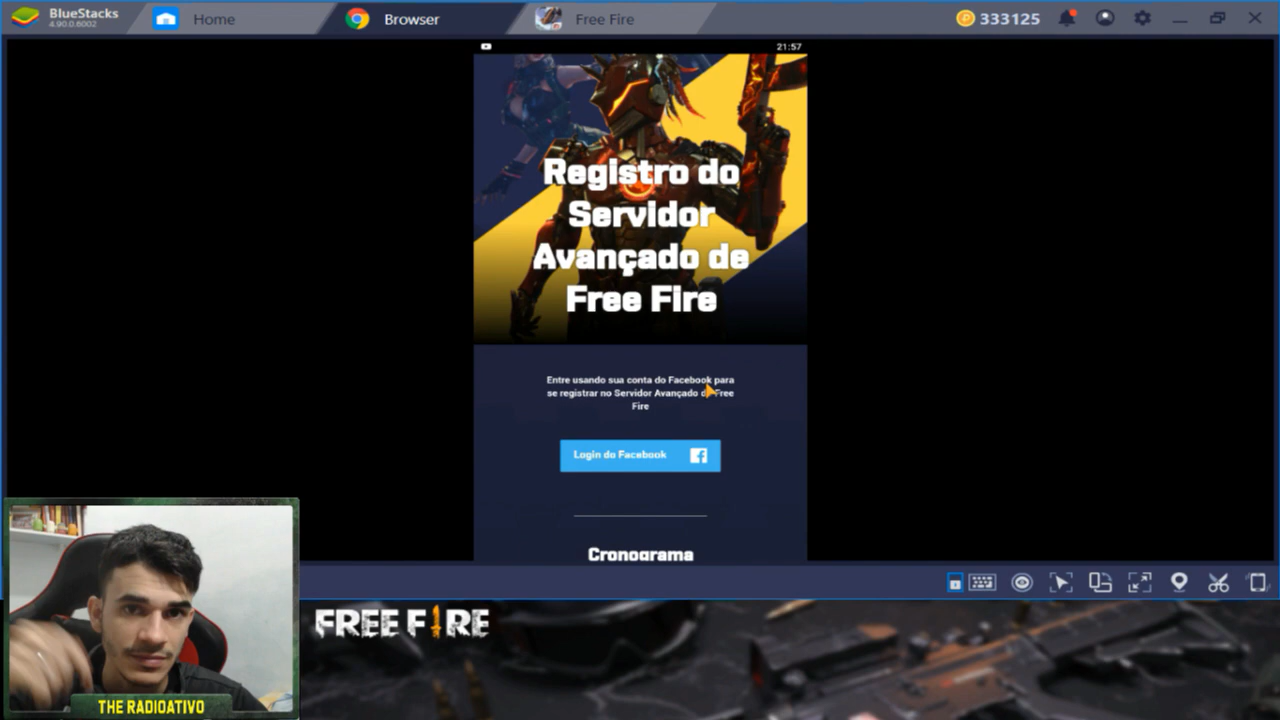 BlueStacks
4.90.0.6002
Home
Browser
Free Fire
333125
21:57
Registro do
Servidor
Avançado de
Free Fire
Entre usando sua conta do Facebook para
se registrar no Servidor Avançado de Free
Fire
Login do Facebook
Cronograma
FREE FIRE
THE RADIOATIVO